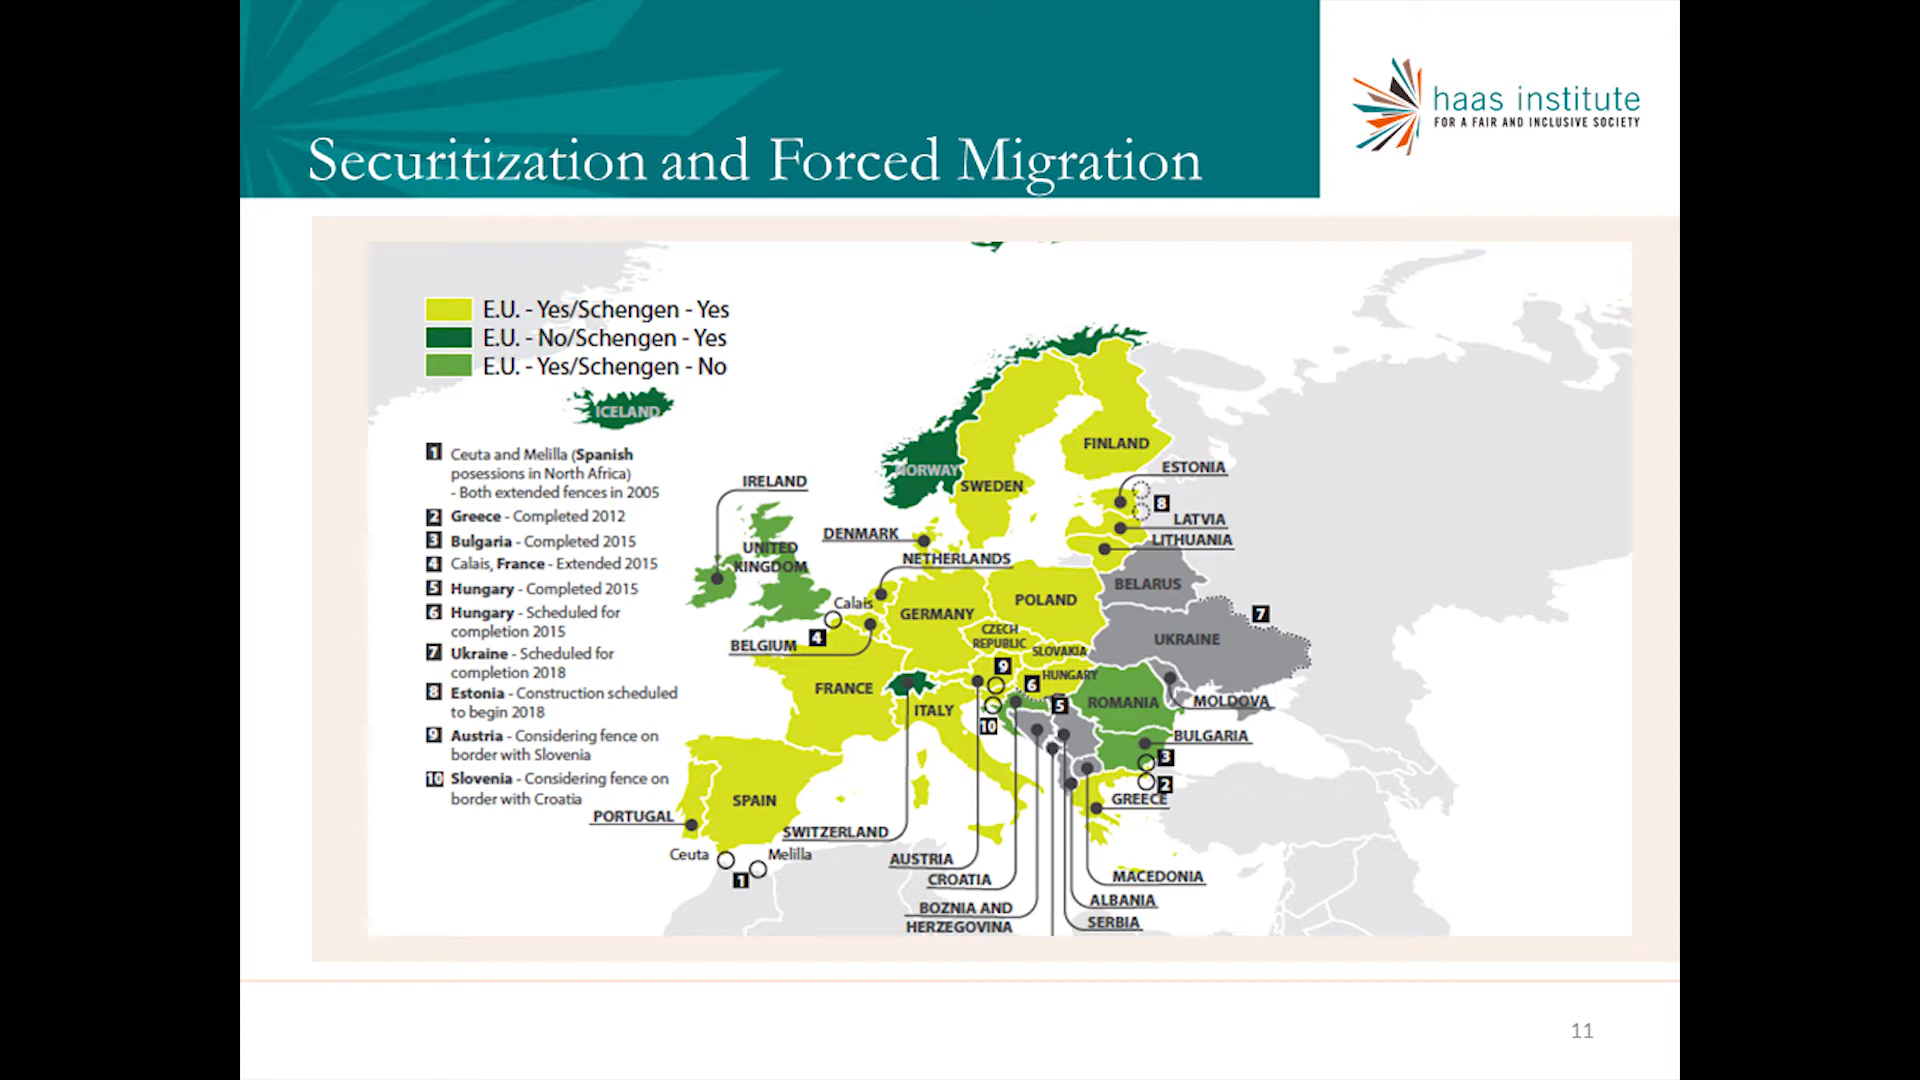 Securitization and Forced Migration
haas institute
FOR A FAIR AND INCLUSIVE SOCIETY
E.U. - Yes/Schengen - Yes
E.U. - No/Schengen - Yes
E.U. - Yes/Schengen - No
1 Ceuta and Melilla (Spanish
posessions in North Africa)
- Both extended fences in 2005
2 Greece - Completed 2012
3 Bulgaria - Completed 2015
4 Calais, France - Extended 2015
5 Hungary - Completed 2015
6 Hungary - Scheduled for
completion 2015
7 Ukraine - Scheduled for
completion 2018
8 Estonia - Construction scheduled
to begin 2018
9 Austria - Considering fence on
border with Slovenia
10 Slovenia - Considering fence on
border with Croatia
ICELAND
NORWAY
SWEDEN
FINLAND
ESTONIA
8
LATVIA
LITHUANIA
IRELAND
UNITED
KINGDOM
DENMARK
NETHERLANDS
Calais
4
BELGIUM
GERMANY
POLAND
BELARUS
7
UKRAINE
CZECH
REPUBLIC
SLOVAKIA
9
6
HUNGARY
5
10
FRANCE
ITALY
ROMANIA
MOLDOVA
BULGARIA
3
2
GREECE
SPAIN
PORTUGAL
SWITZERLAND
Ceuta
Melilla
1
AUSTRIA
CROATIA
BOZNIA AND
HERZEGOVINA
MACEDONIA
ALBANIA
SERBIA
11